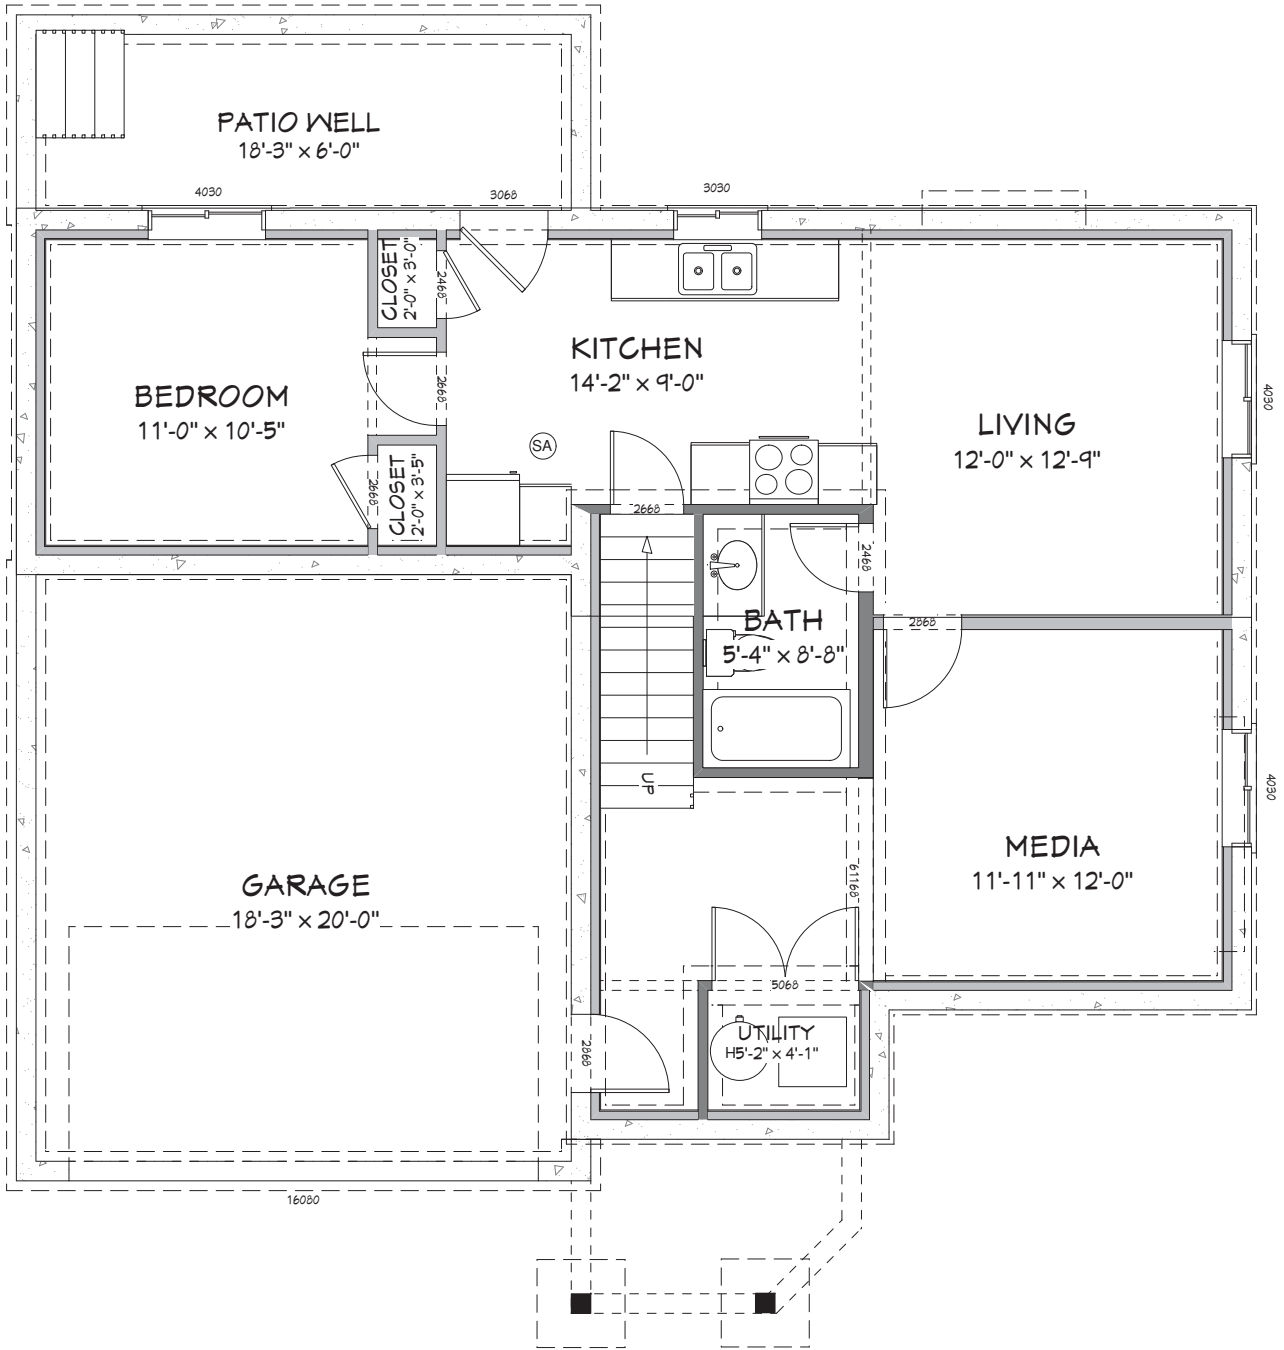 PATIO WELL
18'-3" x 6'-0"
4030
3068
3030
CLOSET
2'-0" x 3'-0"
2468
KITCHEN
14'-2" x 9'-0"
BEDROOM
11'-0" x 10'-5"
2668
LIVING
12'-0" x 12'-9"
4030
SA
CLOSET
2'-0" x 3'-5"
2668
2668
2468
BATH
5'-4" x 8'-8"
2868
UP
4030
MEDIA
11'-11" x 12'-0"
61168
GARAGE
18'-3" x 20'-0"
5068
UTILITY
H5'-2" x 4'-1"
2868
16080